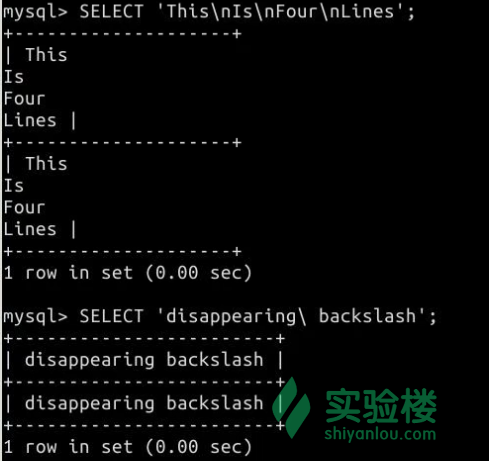 mysql> SELECT 'This\nIs\nFour\nLines';
+--------------------+
| This
Is
Four
Lines |
+--------------------+
| This
Is
Four
Lines |
+--------------------+
1 row in set (0.00 sec)
mysql> SELECT 'disappearing\ backslash';
+------------------------+
| disappearing backslash |
+------------------------+
| disappearing backslash |
+------------------------+
1 row in set (0.00 sec)
实验楼
shiyanlou.com